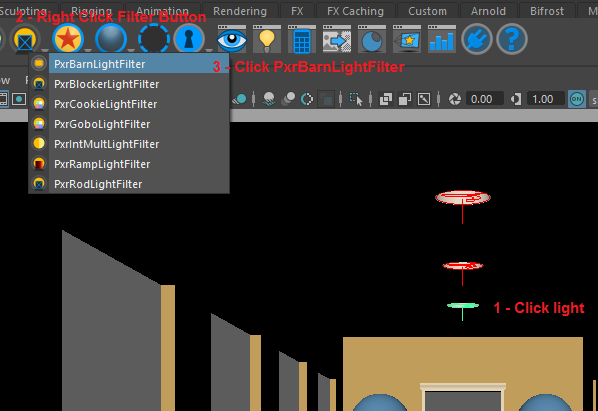 2 - Right Click Filter Button
Sculpting Rigging Animation Rendering FX FX Caching Custom Arnold Bifrost
PxrBarnLightFilter
3 - Click PxrBarnLightFilter
PxrBlockerLightFilter
PxrCookieLightFilter
0.00 1.00 ON
PxrGoboLightFilter
PxrIntMultLightFilter
PxrRampLightFilter
PxrRodLightFilter
1 - Click light